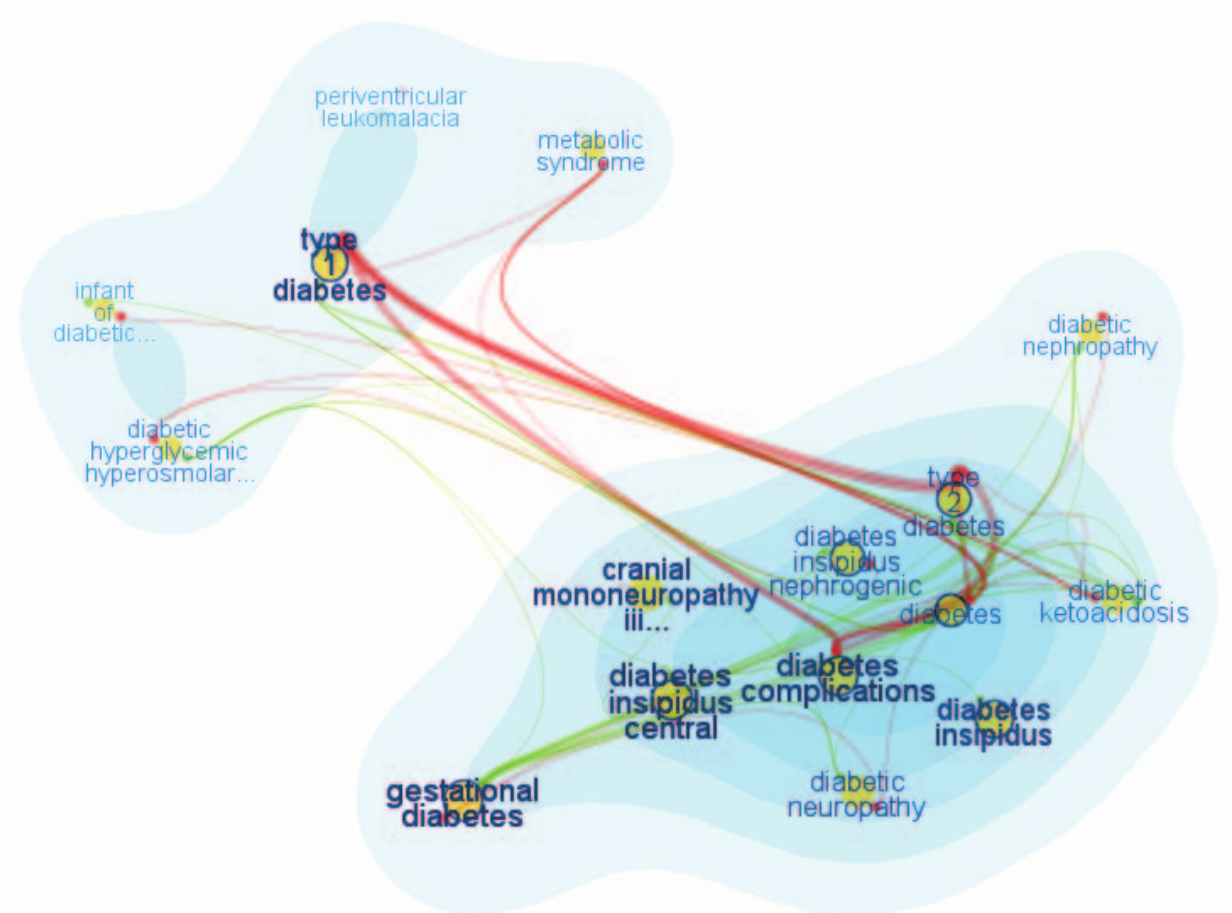 periventricular
leukomalacia
metabolic
syndrome
type
1
diabetes
infant
of
diabetic...
diabetic
nephropathy
diabetic
hyperglycemic
hyperosmolar...
type
2
diabetes
diabetes
insipidus
nephrogenic
cranial
mononeuropathy
iii...
diabetes
diabetic
ketoacidosis
diabetes
complications
diabetes
insipidus
central
diabetes
insipidus
diabetic
neuropathy
gestational
diabetes